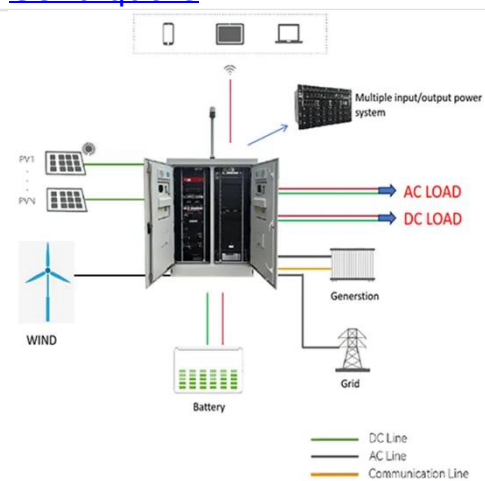 Multiple input/output power
system
PV1
PVN
AC LOAD
DC LOAD
Generstion
WIND
Grid
Battery
DC Line
AC Line
Communication Line